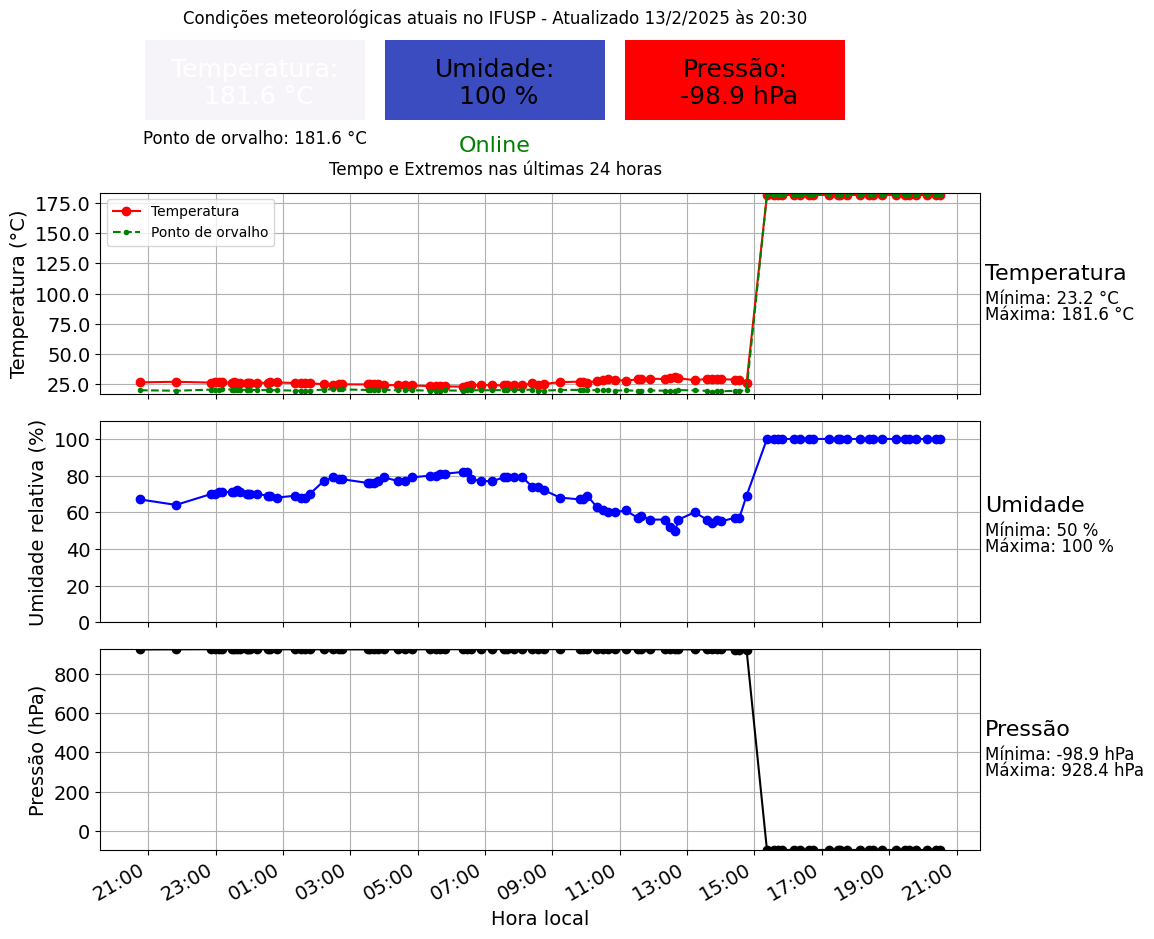 Condições meteorológicas atuais no IFUSP - Atualizado 13/2/2025 às 20:30
Temperatura:
181.6 °C
Umidade:
100 %
Pressão:
-98.9 hPa
Ponto de orvalho: 181.6 °C
Online
Tempo e Extremos nas últimas 24 horas
Temperatura (°C)
175.0
150.0
125.0
100.0
75.0
50.0
25.0
Temperatura
Ponto de orvalho
Temperatura
Mínima: 23.2 °C
Máxima: 181.6 °C
Umidade relativa (%)
100
80
60
40
20
0
Umidade
Mínima: 50 %
Máxima: 100 %
Pressão (hPa)
800
600
400
200
0
Pressão
Mínima: -98.9 hPa
Máxima: 928.4 hPa
21:00
23:00
01:00
03:00
05:00
07:00
09:00
11:00
13:00
15:00
17:00
19:00
21:00
Hora local